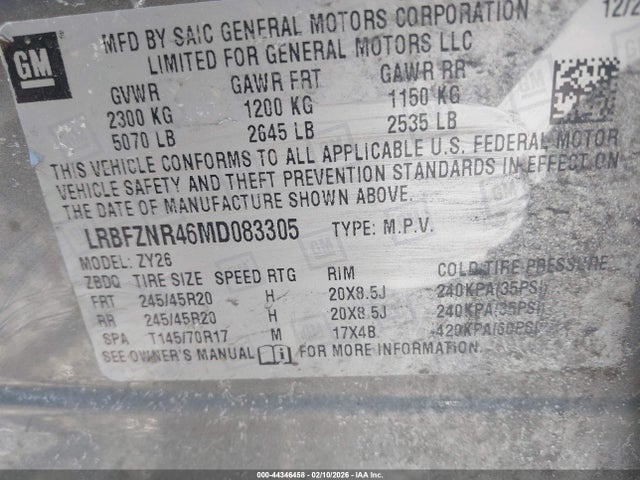 GM
MFD BY SAIC GENERAL MOTORS CORPORATION
LIMITED FOR GENERAL MOTORS LLC
12/2
GVWR GAWR FRT GAWR RR
2300 KG 1200 KG 1150 KG
5070 LB 2645 LB 2535 LB
THIS VEHICLE CONFORMS TO ALL APPLICABLE U.S. FEDERAL MOTOR
VEHICLE SAFETY AND THEFT PREVENTION STANDARDS IN EFFECT ON
THE DATE OF MANUFACTURE SHOWN ABOVE.
LRBFZNR46MD083305 TYPE: M.P.V.
MODEL: ZY26
ZBDQ TIRE SIZE SPEED RTG RIM COLD TIRE PRESSURE
FRT 245/45R20 H 20X8.5J 240KPA(35PSI)
RR 245/45R20 H 20X8.5J 240KPA(35PSI)
SPA T145/70R17 M 17X4B 420KPA(60PSI)
SEE OWNER'S MANUAL FOR MORE INFORMATION.
000-44346458 - 02/10/2026 - IAA Inc.